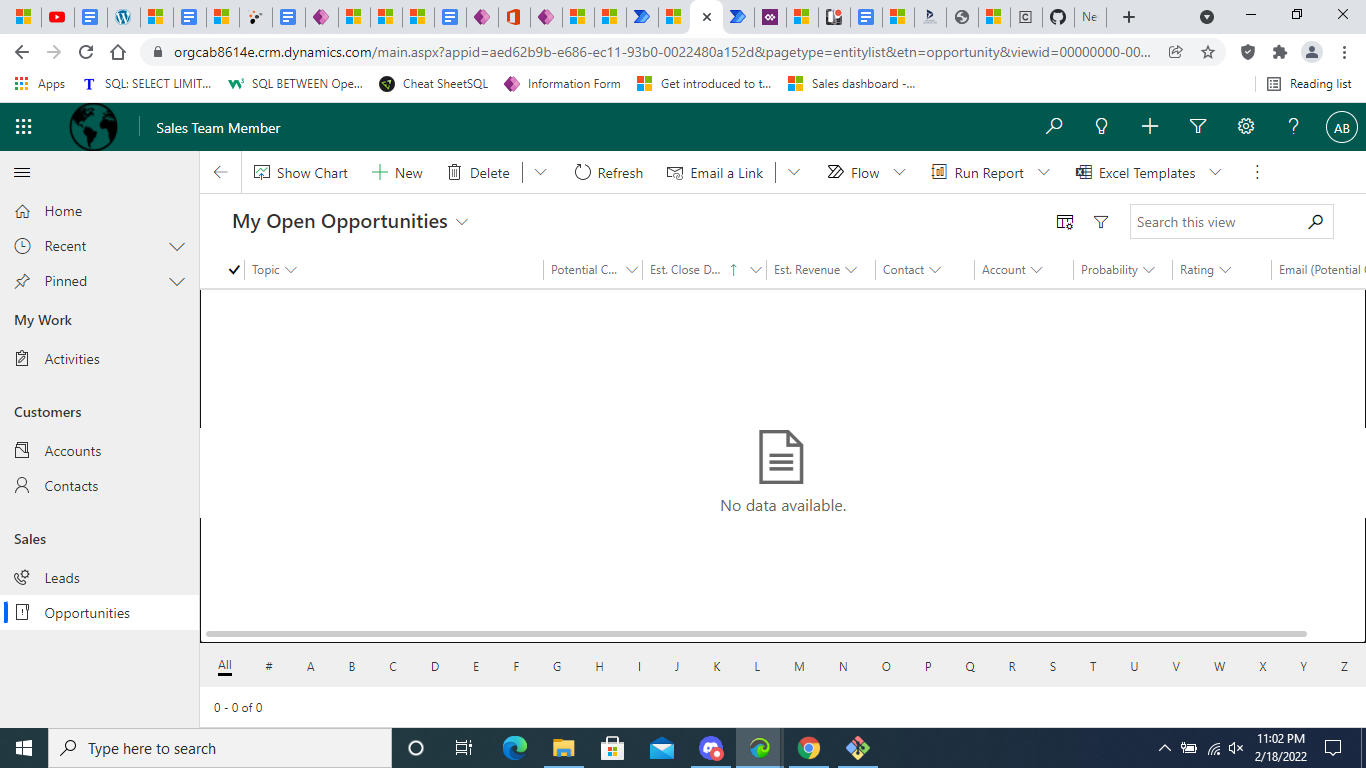 Ne
orgcab8614e.crm.dynamics.com/main.aspx?appid=aed62b9b-e686-ec11-93b0-0022480a152d&pagetype=entitylist&etn=opportunity&viewid=00000000-00...
Apps
SQL: SELECT LIMIT...
SQL BETWEEN Ope...
Cheat SheetSQL
Information Form
Get introduced to t...
Sales dashboard -...
Reading list
Sales Team Member
AB
Show Chart
New
Delete
Refresh
Email a Link
Flow
Run Report
Excel Templates
Home
Recent
Pinned
My Work
Activities
Customers
Accounts
Contacts
Sales
Leads
Opportunities
My Open Opportunities
Search this view
Topic
Potential C...
Est. Close D...
Est. Revenue
Contact
Account
Probability
Rating
Email (Potential
No data available.
All # A B C D E F G H I J K L M N O P Q R S T U V W X Y Z
0 - 0 of 0
Type here to search
11:02 PM
2/18/2022